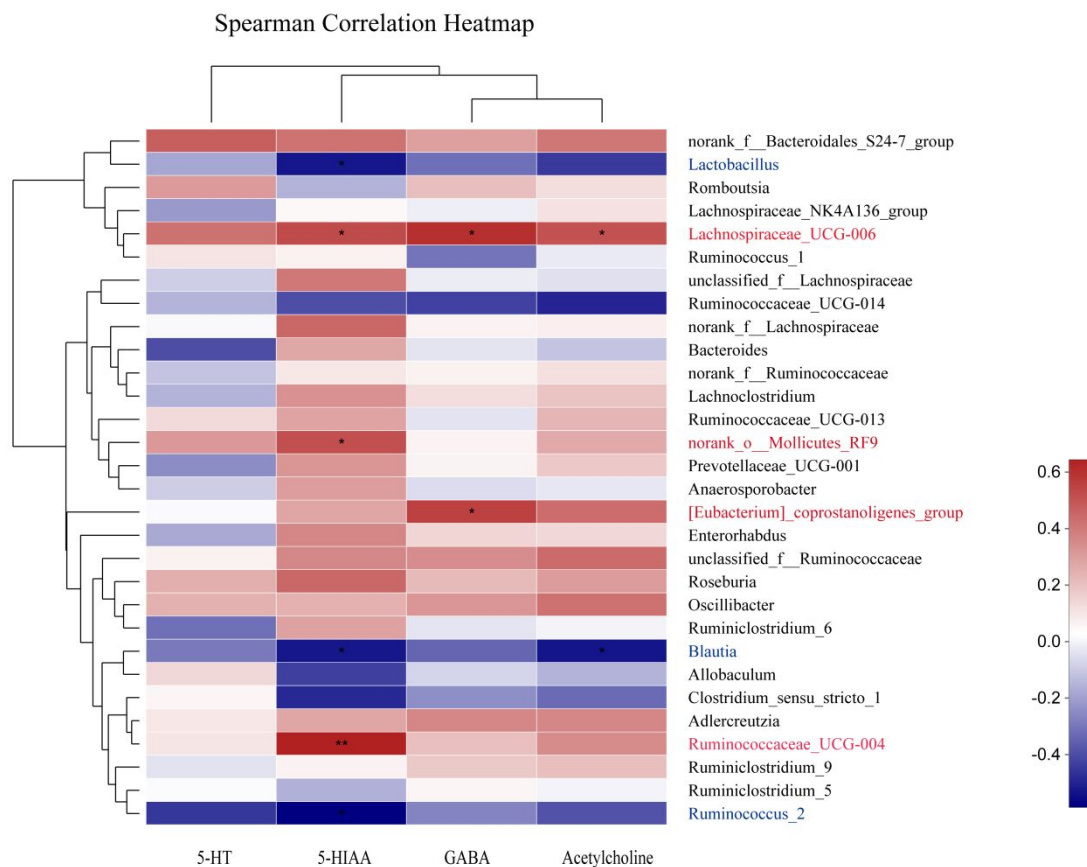 Spearman Correlation Heatmap
norank_f__Bacteroidales_S24-7_group
* Lactobacillus
Romboutsia
Lachnospiraceae_NK4A136_group
* * * Lachnospiraceae_UCG-006
Ruminococcus_1
unclassified_f__Lachnospiraceae
Ruminococcaceae_UCG-014
norank_f__Lachnospiraceae
Bacteroides
norank_f__Ruminococcaceae
Lachnoclostridium
Ruminococcaceae_UCG-013
* norank_o__Mollicutes_RF9
Prevotellaceae_UCG-001
Anaerosporobacter
* [Eubacterium]_coprostanoligenes_group
Enterorhabdus
unclassified_f__Ruminococcaceae
Roseburia
Oscillibacter
Ruminiclostridium_6
* * Blautia
Allobaculum
Clostridium_sensu_stricto_1
Adlercreutzia
** Ruminococcaceae_UCG-004
Ruminiclostridium_9
Ruminiclostridium_5
* Ruminococcus_2
0.6
0.4
0.2
0.0
-0.2
-0.4
5-HT 5-HIAA GABA Acetylcholine